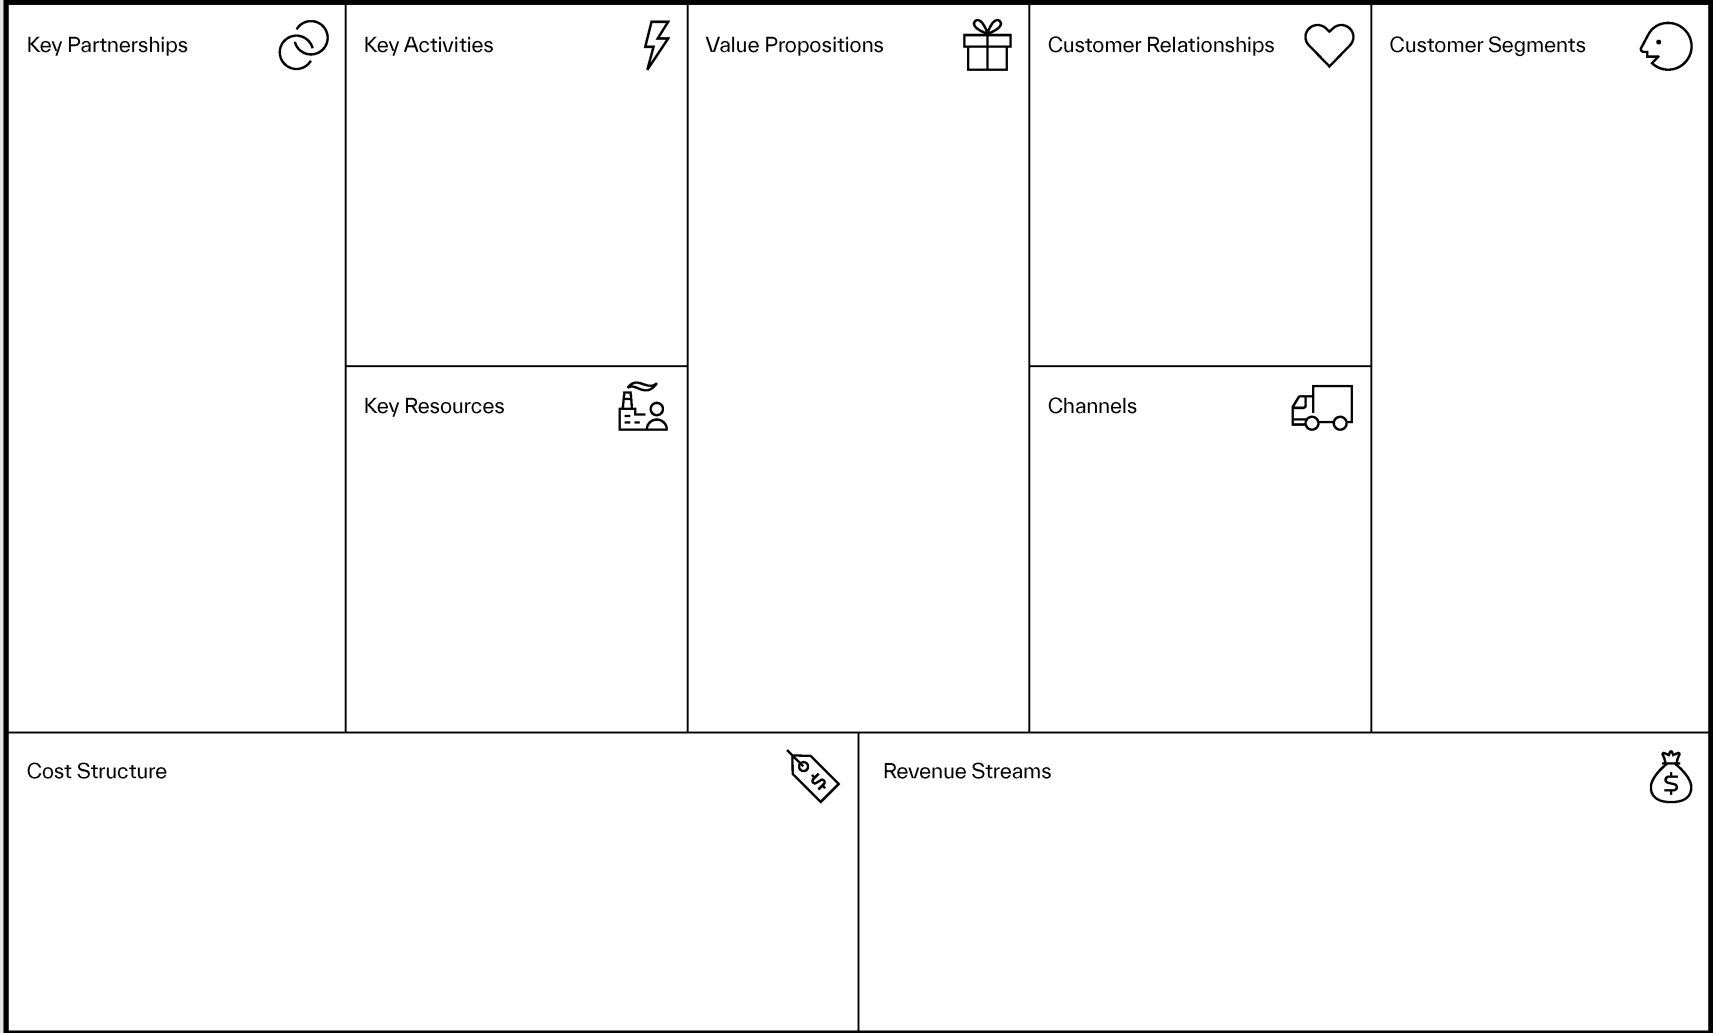 Key Partnerships
Key Activities
Value Propositions
Customer Relationships
Customer Segments
Key Resources
Channels
Cost Structure
$
Revenue Streams
$